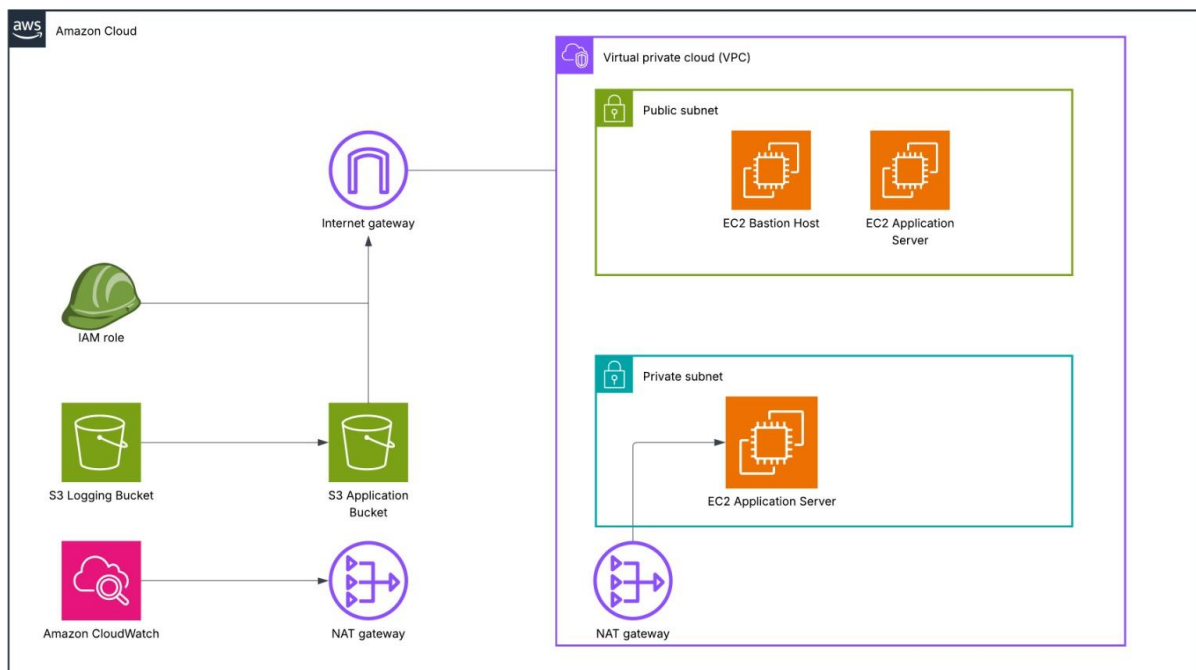 aws
Amazon Cloud
Virtual private cloud (VPC)
Public subnet
Internet gateway
EC2 Bastion Host
EC2 Application
Server
IAM role
Private subnet
S3 Logging Bucket
S3 Application
Bucket
EC2 Application Server
Amazon CloudWatch
NAT gateway
NAT gateway